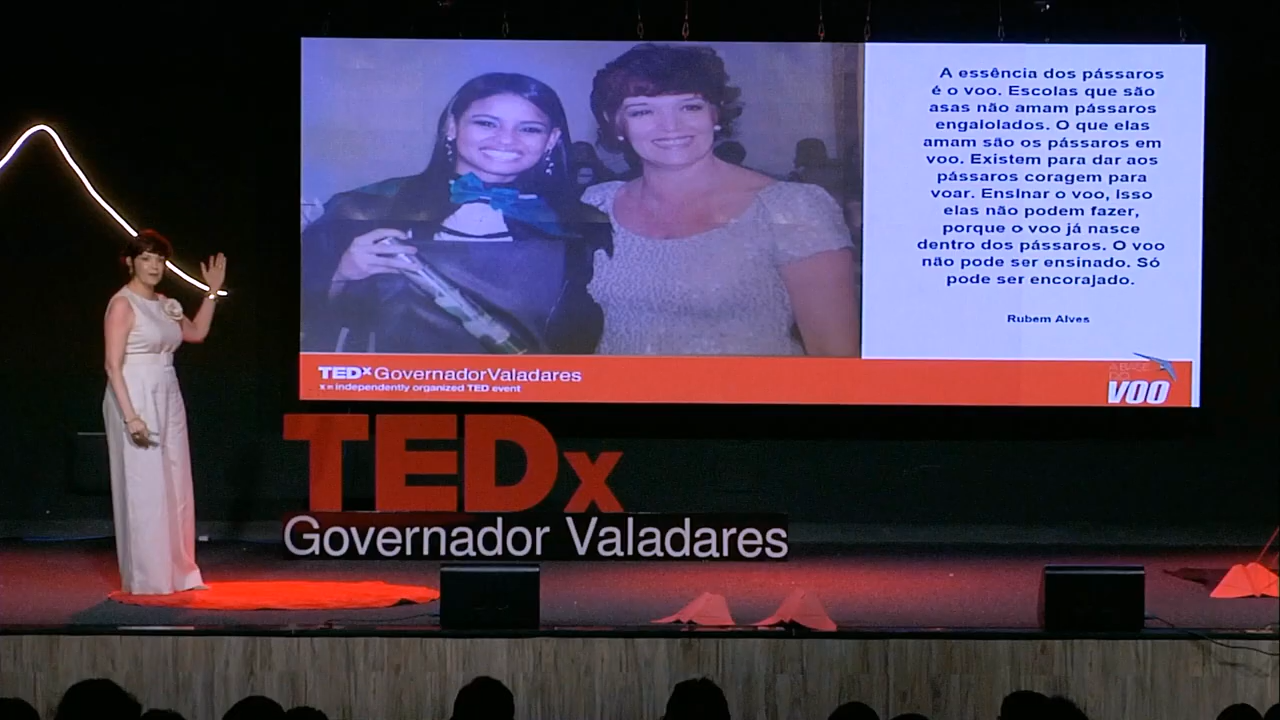 A essência dos pássaros
é o voo. Escolas que são
asas não amam pássaros
engalolados. O que elas
amam são os pássaros em
voo. Existem para dar aos
pássaros coragem para
voar. Ensinar o voo, isso
elas não podem fazer,
porque o voo já nasce
dentro dos pássaros. O voo
não pode ser ensinado. Só
pode ser encorajado.
Rubem Alves
TEDxGovernadorValadares
x = independently organized TED event
A BASE
DO
VOO
TEDx
Governador Valadares